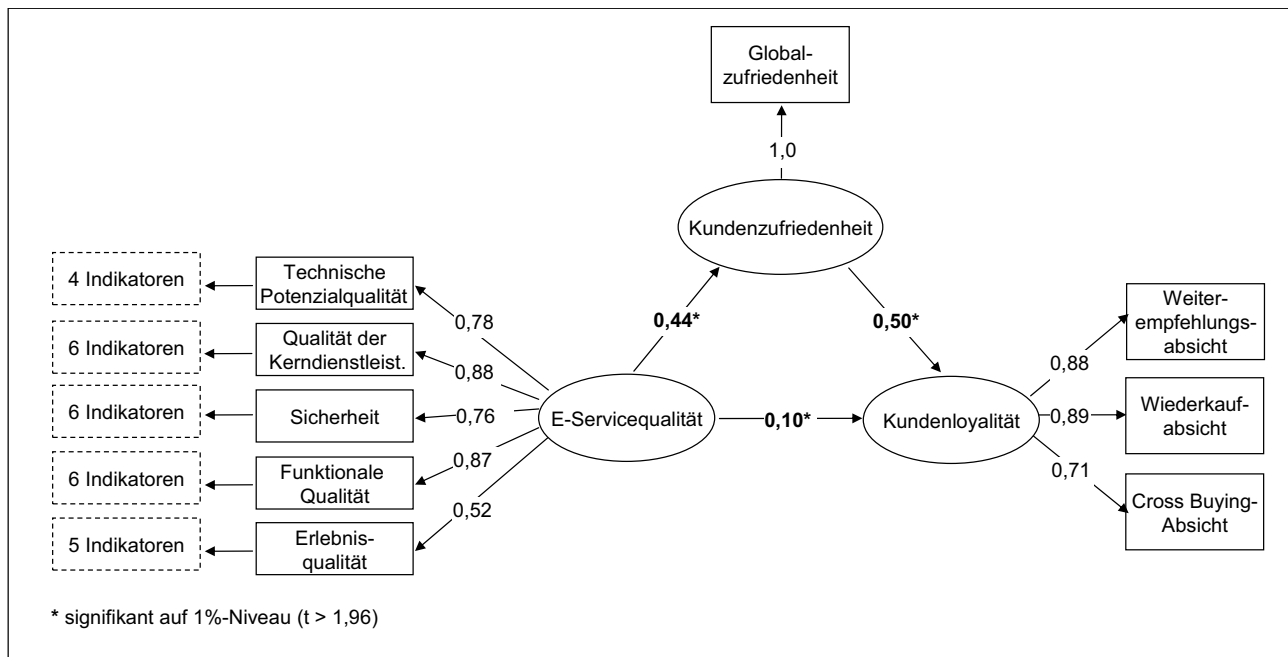 Global-
zufriedenheit
1,0
Kundenzufriedenheit
4 Indikatoren
Technische
Potenzialqualität
0,78
0,44*
0,50*
Weiter-
empfehlungs-
absicht
6 Indikatoren
Qualität der
Kerndienstleist.
0,88
0,88
6 Indikatoren
Sicherheit
0,76
E-Servicequalität
0,10*
Kundenloyalität
0,89
Wiederkauf-
absicht
6 Indikatoren
Funktionale
Qualität
0,87
0,71
Cross Buying-
Absicht
5 Indikatoren
Erlebnis-
qualität
0,52
* signifikant auf 1%-Niveau (t > 1,96)